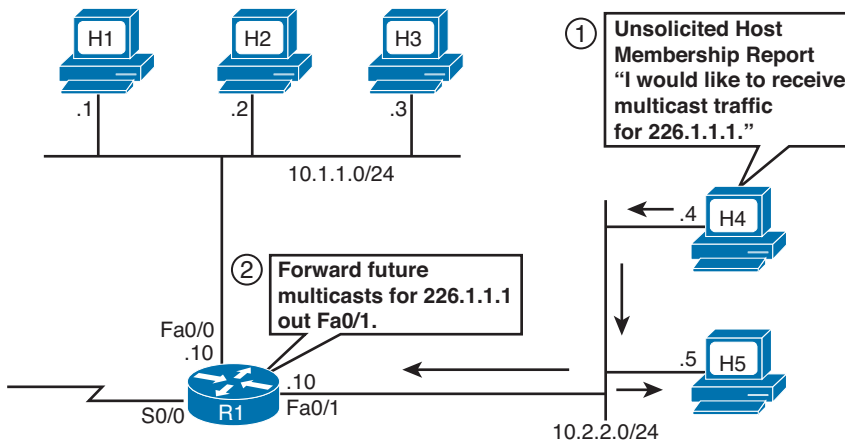 H1
H2
H3
.1
.2
.3
10.1.1.0/24
1
Unsolicited Host
Membership Report
“I would like to receive
multicast traffic
for 226.1.1.1.”
.4
H4
2
Forward future
multicasts for 226.1.1.1
out Fa0/1.
Fa0/0
.10
.5
H5
.10
S0/0
R1
Fa0/1
10.2.2.0/24